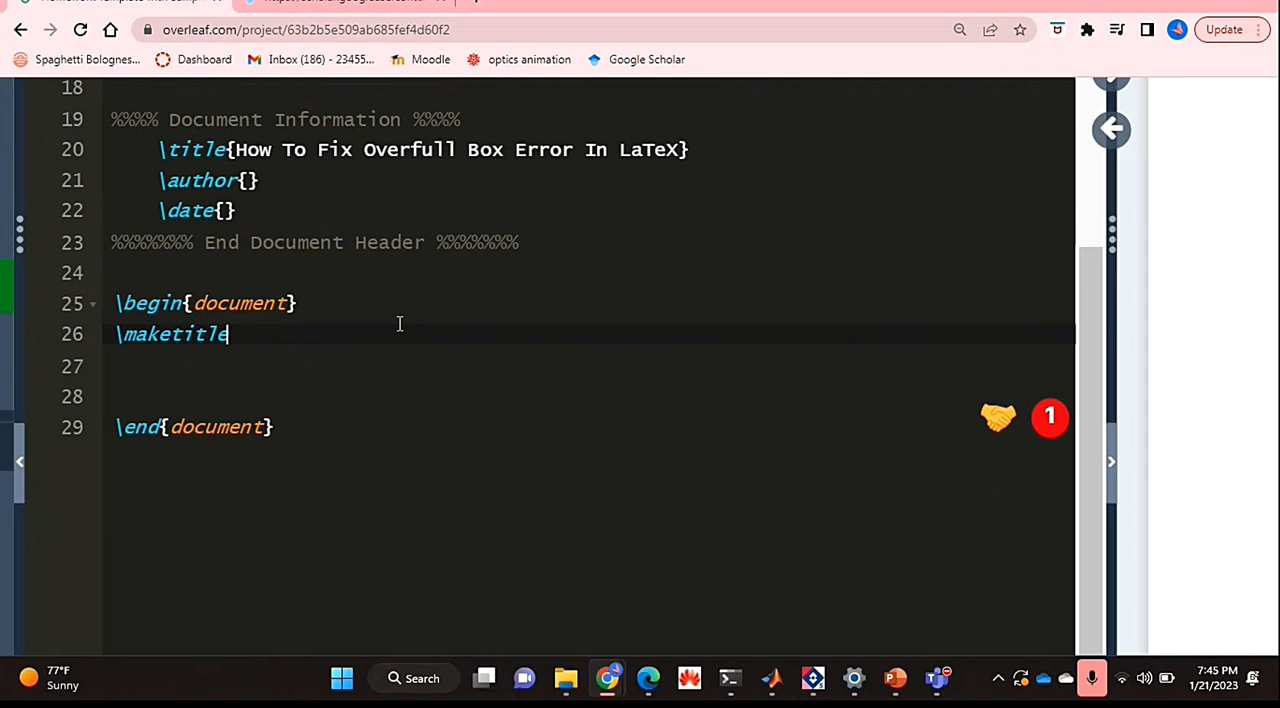 overleaf.com/project/63b2b5e509ab685fef4d60f2
Update
Spaghetti Bolognes... Dashboard Inbox (186) - 23455... Moodle optics animation Google Scholar
18
19 %%%% Document Information %%%%
20 \title{How To Fix Overfull Box Error In LaTeX}
21 \author{}
22 \date{}
23 %%%%%%% End Document Header %%%%%%%
24
25 \begin{document}
26 \maketitle
27
28
1
29 \end{document}
77°F
Sunny
Search
7:45 PM
1/21/2023